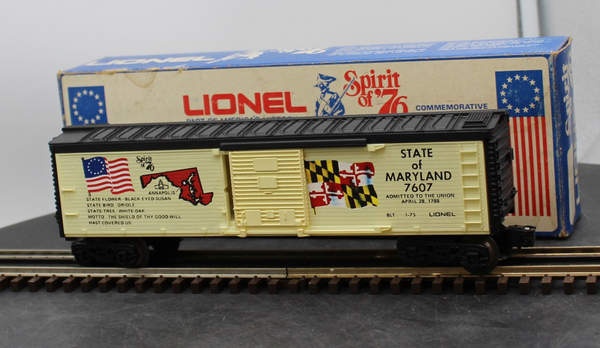 LIONEL
Spirit
of '76
COMMEMORATIVE
Spirit
of '76
ANNAPOLIS
STATE FLOWER - BLACK-EYED SUSAN
STATE BIRD : ORIOLE
STATE TREE : WHITE OAK
MOTTO : THE SHIELD OF THY GOOD WILL
HAST COVERED US
STATE
of
MARYLAND
7607
ADMITTED TO THE UNION
APRIL 28, 1788
BLT 1-75 LIONEL